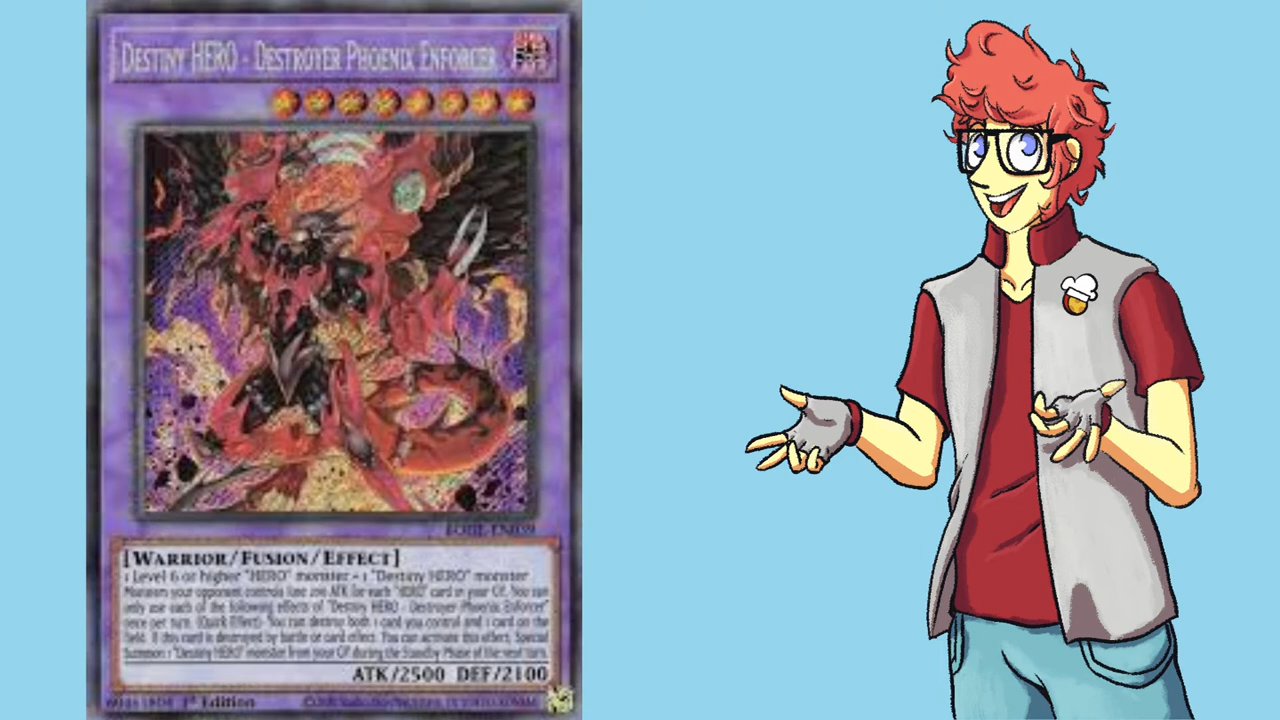 Destiny HERO - Destroyer Phoenix Enforcer
[Warrior/Fusion/Effect]
1 Level 6 or higher "HERO" monster + 1 "Destiny HERO" monster
Monsters your opponent controls lose 200 ATK for each "HERO" card in your GY. You can
only use each of the following effects of "Destiny HERO - Destroyer Phoenix Enforcer"
once per turn. (Quick Effect): You can destroy both 1 card you control and 1 card on the
field. If this card is destroyed by battle or card effect: You can activate this effect; Special
Summon 1 "Destiny HERO" monster from your GY during the Standby Phase of the next turn.
ATK/2500 DEF/2100
1st Edition